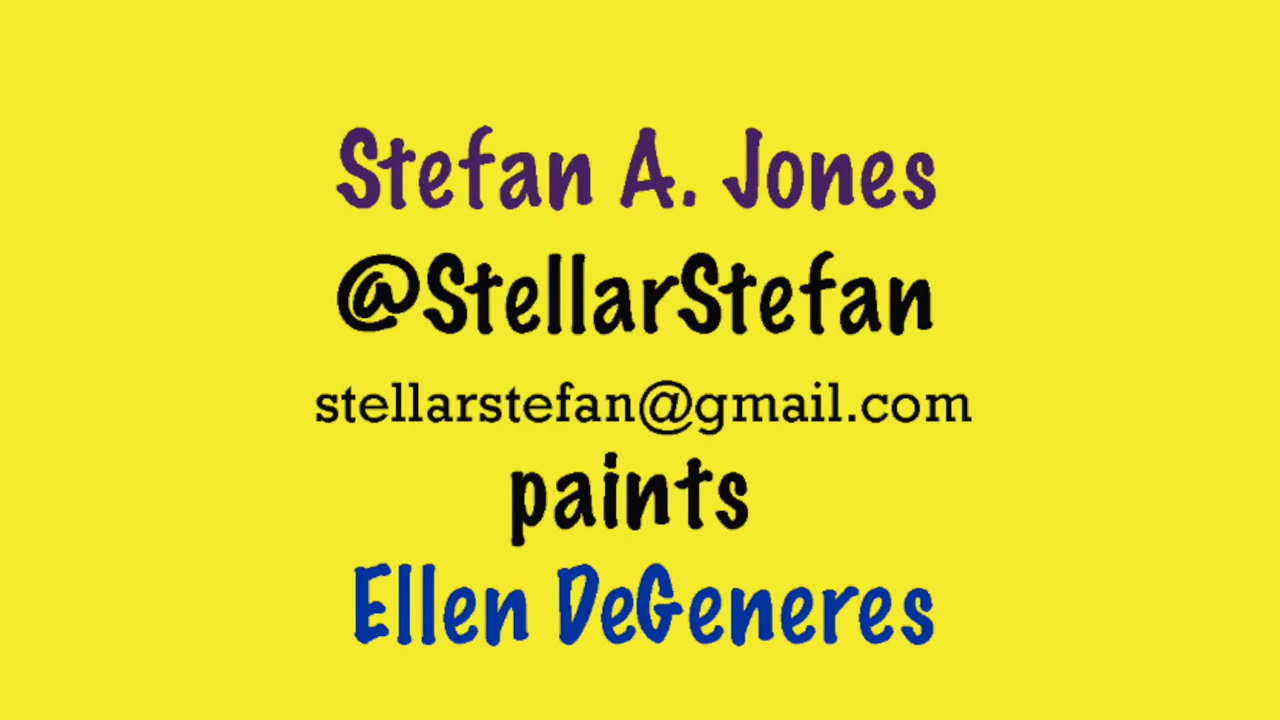 Stefan A. Jones
@StellarStefan
stellarstefan@gmail.com
paints
Ellen DeGeneres